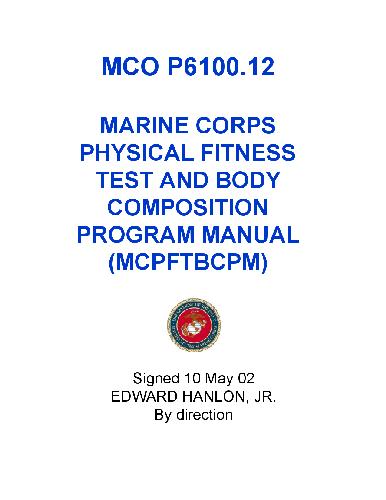 MCO P6100.12
MARINE CORPS
PHYSICAL FITNESS
TEST AND BODY
COMPOSITION
PROGRAM MANUAL
(MCPFTBCPM)
Signed 10 May 02
EDWARD HANLON, JR.
By direction